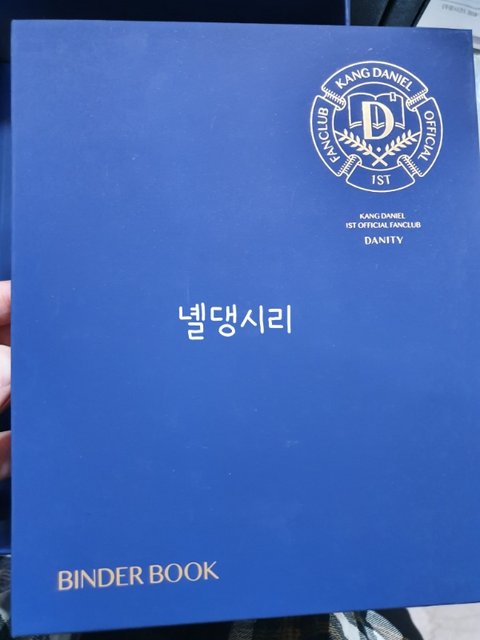 KANG DANIEL
FANCLUB
D
OFFICIAL
1ST
KANG DANIEL
1ST OFFICIAL FANCLUB
DANITY
녤댕시리
BINDER BOOK